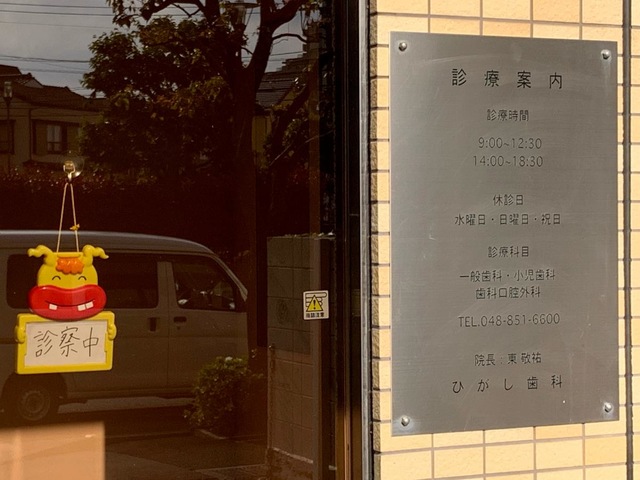 診療案内
診療時間
9:00~12:30
14:00~18:30
休診日
水曜日・日曜日・祝日
診療科目
一般歯科・小児歯科
歯科口腔外科
TEL.048-851-6600
院長 東 敬祐
ひがし歯科
診察中